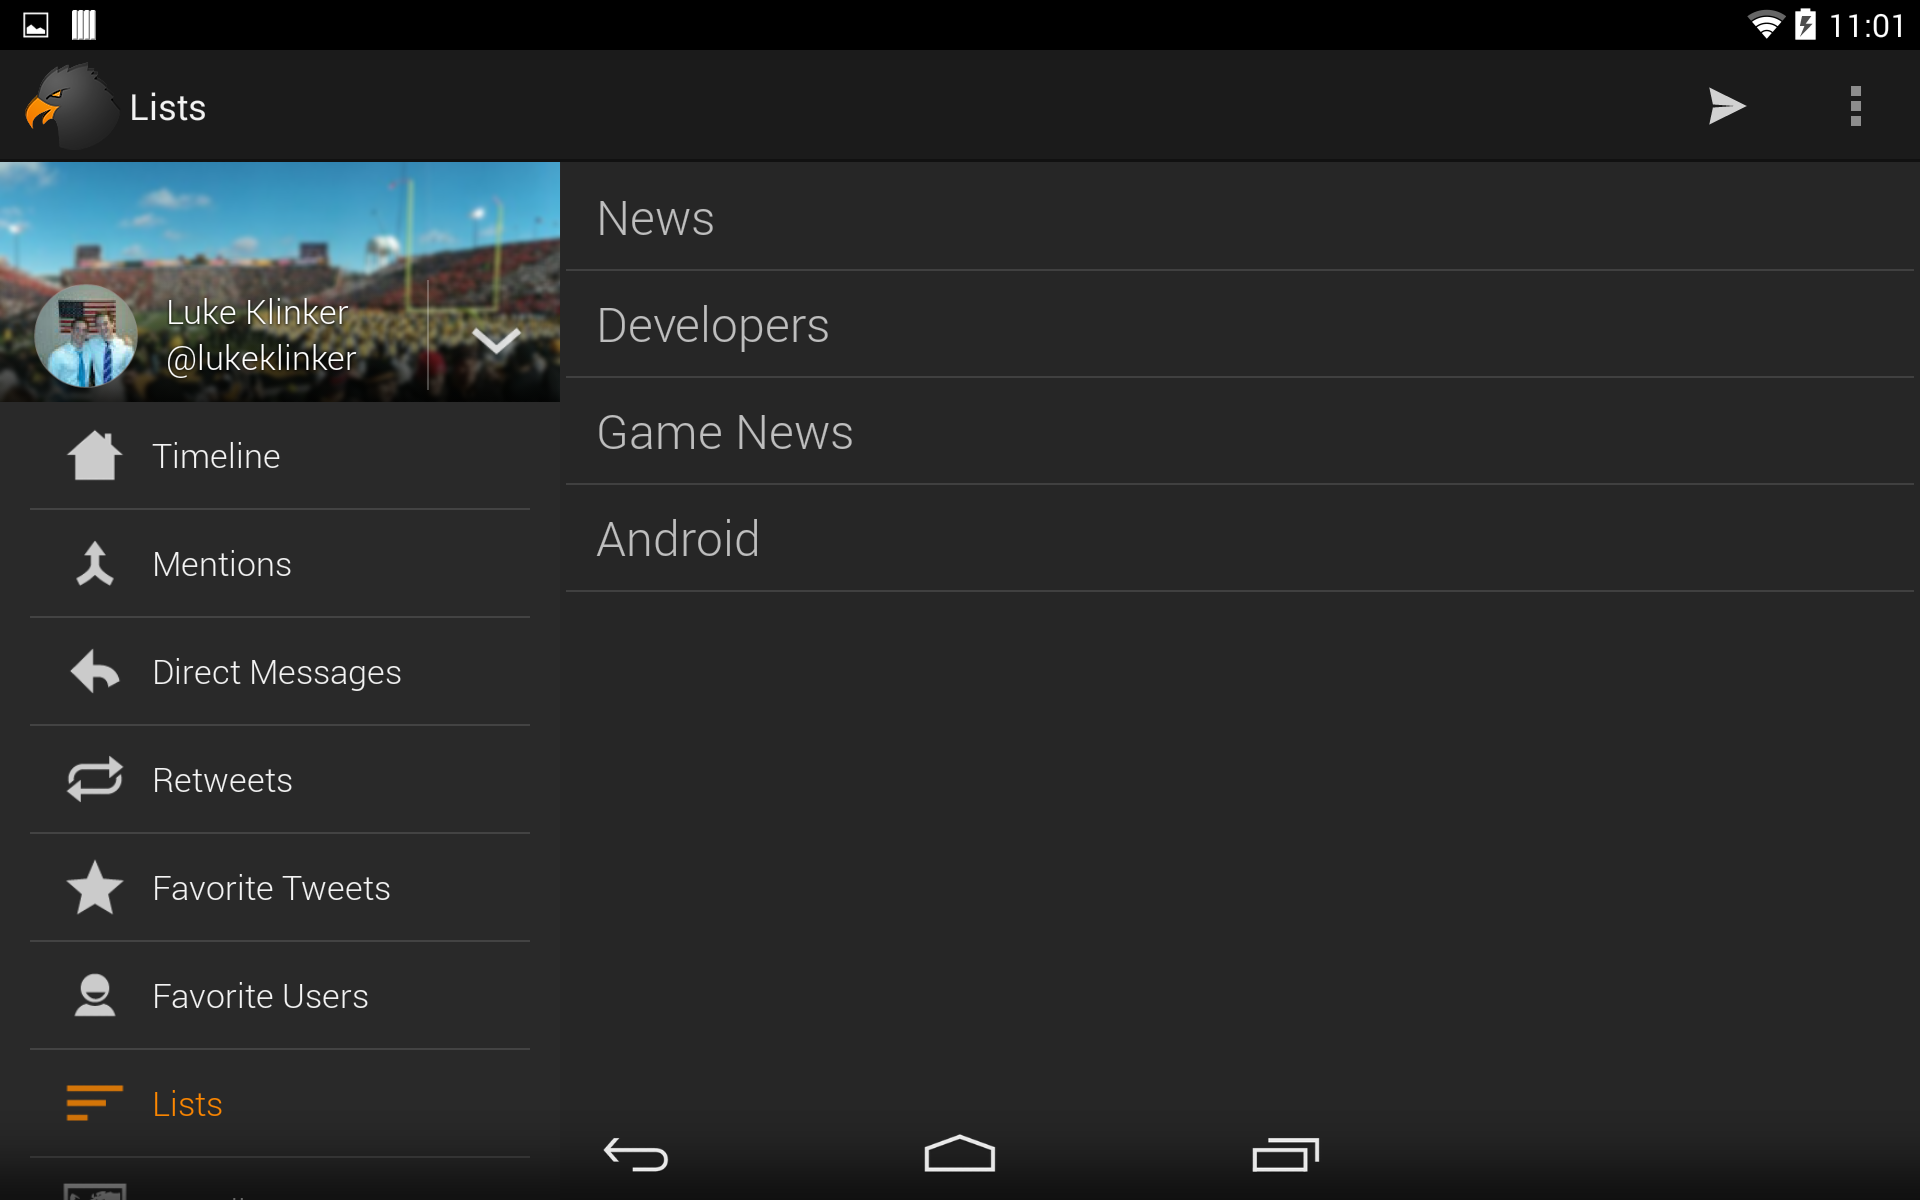 11:01
Lists
Luke Klinker
@lukeklinker
Timeline
Mentions
Direct Messages
Retweets
Favorite Tweets
Favorite Users
Lists
News
Developers
Game News
Android